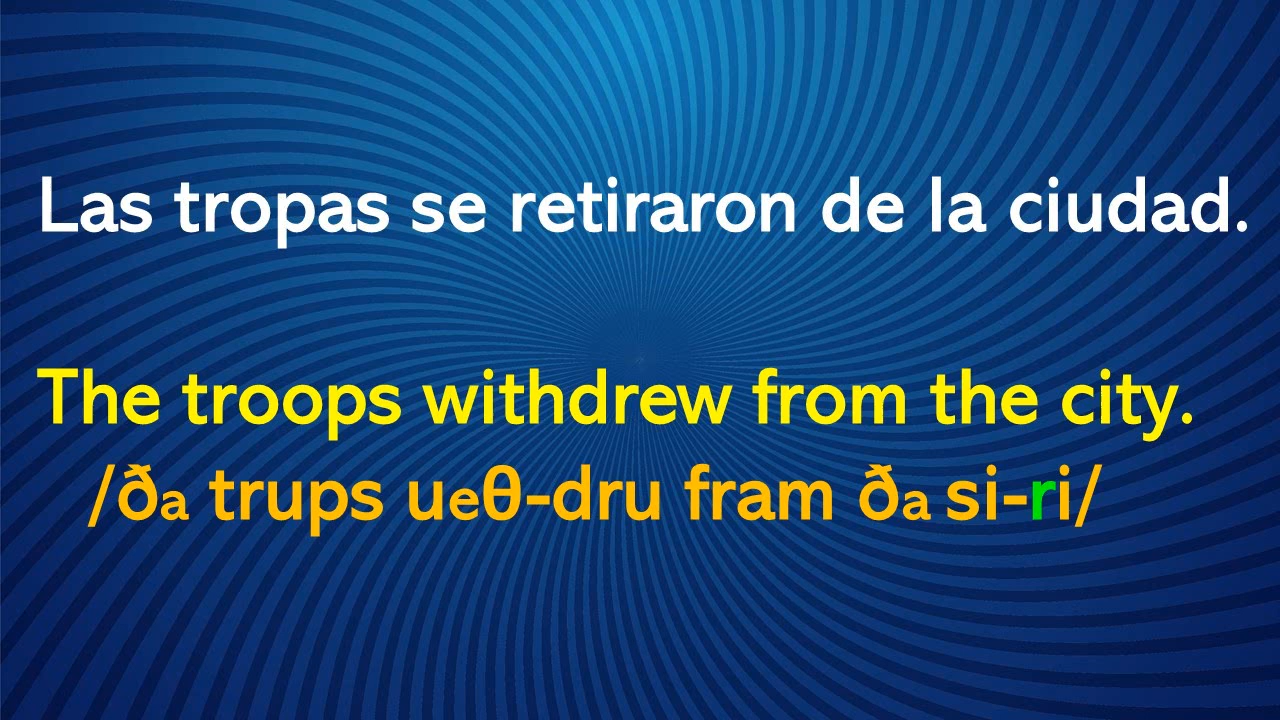 Las tropas se retiraron de la ciudad.
The troops withdrew from the city.
/ða trups ueθ-dru fram ða si-ri/